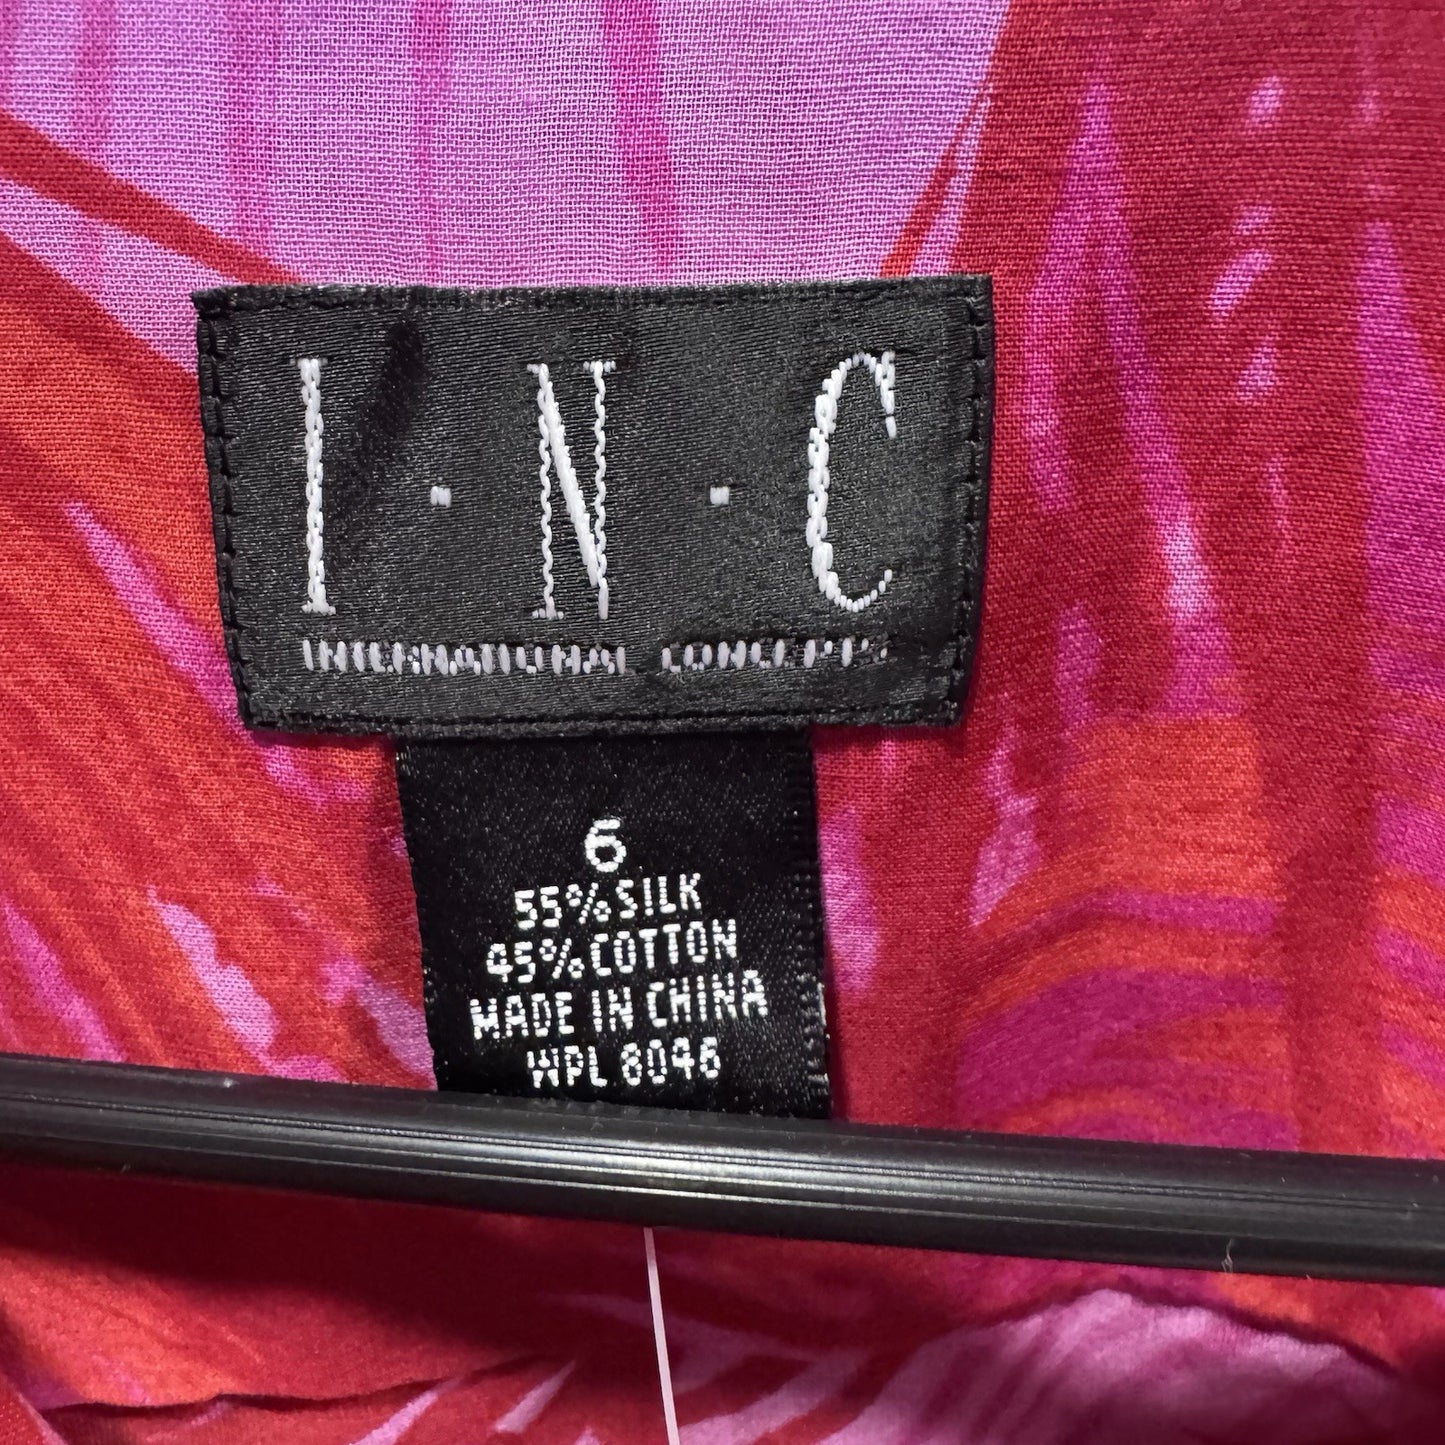 I·N·C
INTERNATIONAL CONCEPTS
6
55% SILK
45% COTTON
MADE IN CHINA
WPL 8046